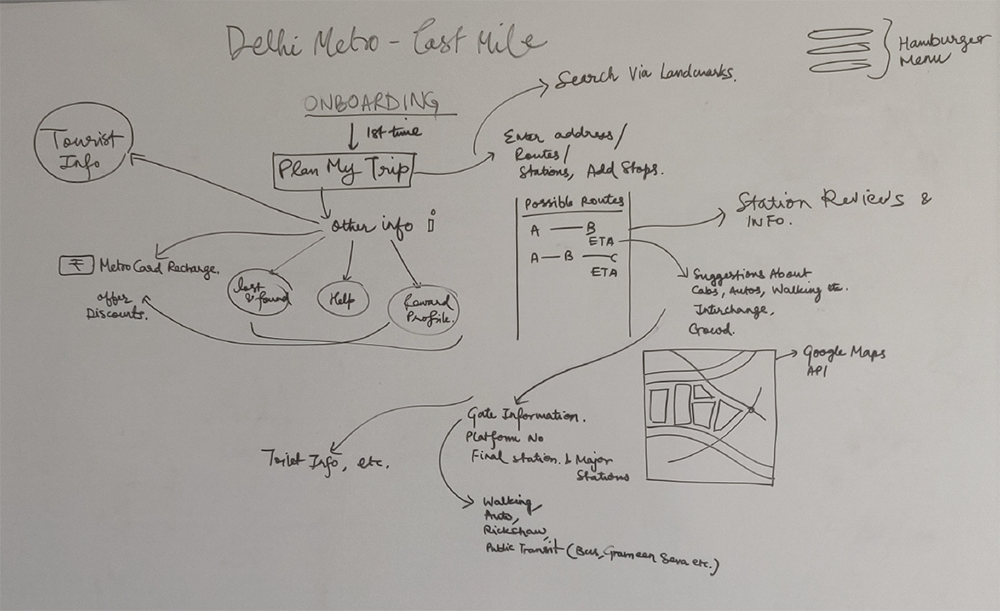 Delhi Metro - Last Mile
Hamburger
Menu
ONBOARDING
1st time
Plan My Trip
Search Via Landmarks.
Enter address/
Routes/
Stations, Add Stops.
Tourist
Info
Other info i
₹ Metro Card Recharge.
offer
Discounts.
Lost
& found
Help
Reward
Profile.
Possible Routes
A — B
ETA
A — B — C
ETA
Station Reviews &
INFO.
Suggestions About
Cabs, Autos, Walking etc.
Interchange,
Crowd.
Google Maps
API
Gate Information.
Platform No
Final station. & Major
Stations
Toilet Info, etc.
Walking,
Auto,
Rickshaw,
Public Transit (Bus, Grameen Seva etc.)